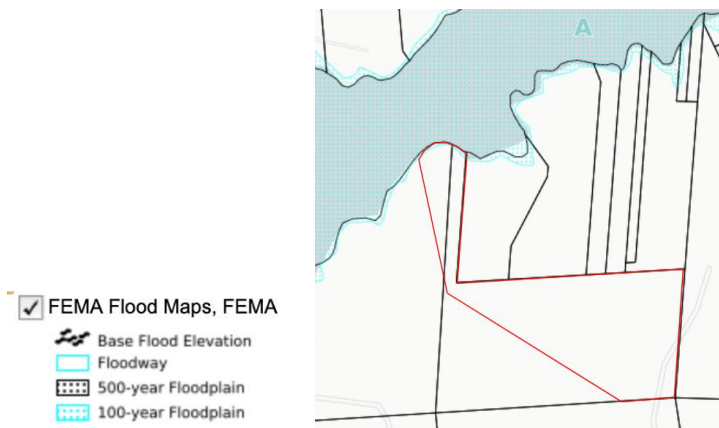 A
FEMA Flood Maps, FEMA
Base Flood Elevation
Floodway
500-year Floodplain
100-year Floodplain